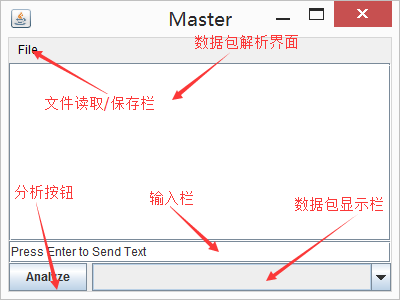 Master
数据包解析界面
File
文件读取/保存栏
分析按钮
输入栏
数据包显示栏
Press Enter to Send Text
Analyze